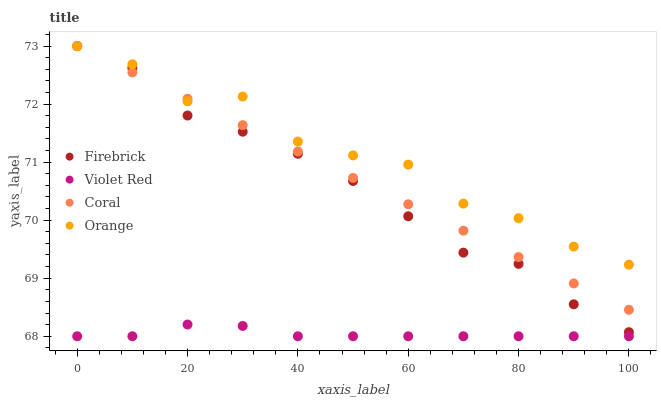 title
yaxis_label
73
72
71
70
69
68
Firebrick
Violet Red
Coral
Orange
0
20
40
60
80
100
xaxis_label